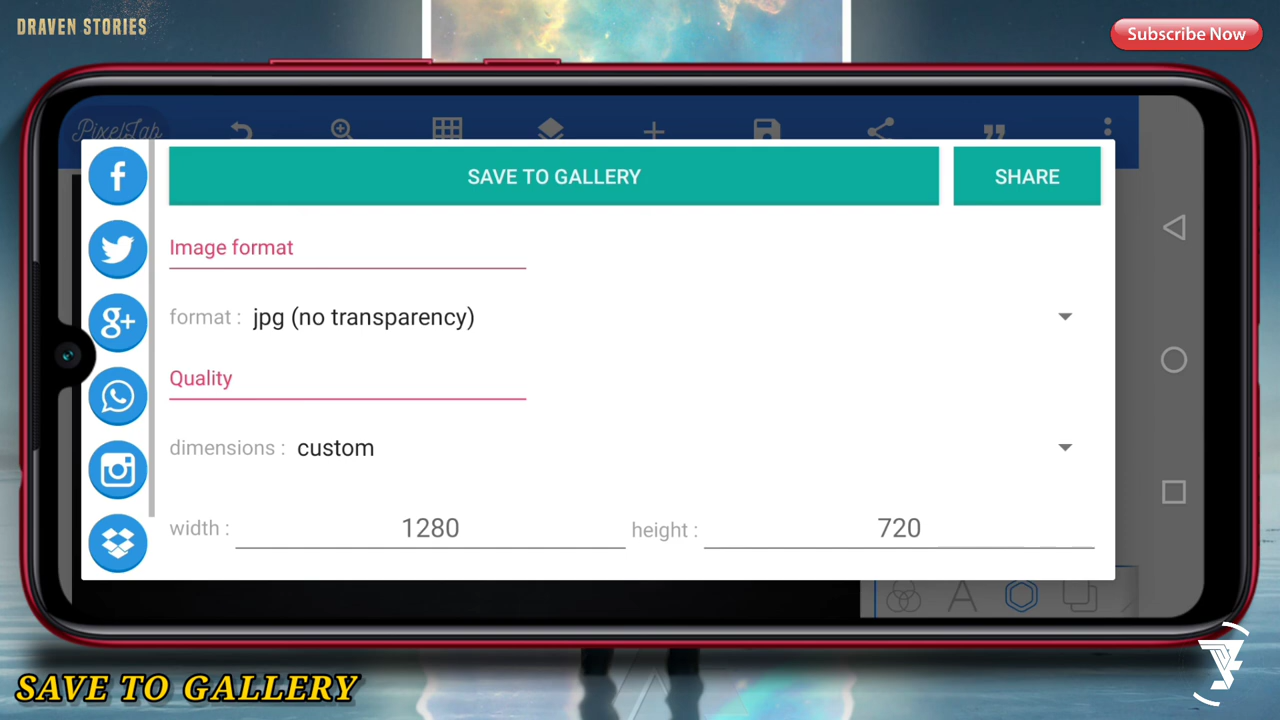 DRAVEN STORIES
Subscribe Now
PixelLab
SAVE TO GALLERY
SHARE
Image format
format : jpg (no transparency)
Quality
dimensions : custom
width : 1280 height : 720
SAVE TO GALLERY